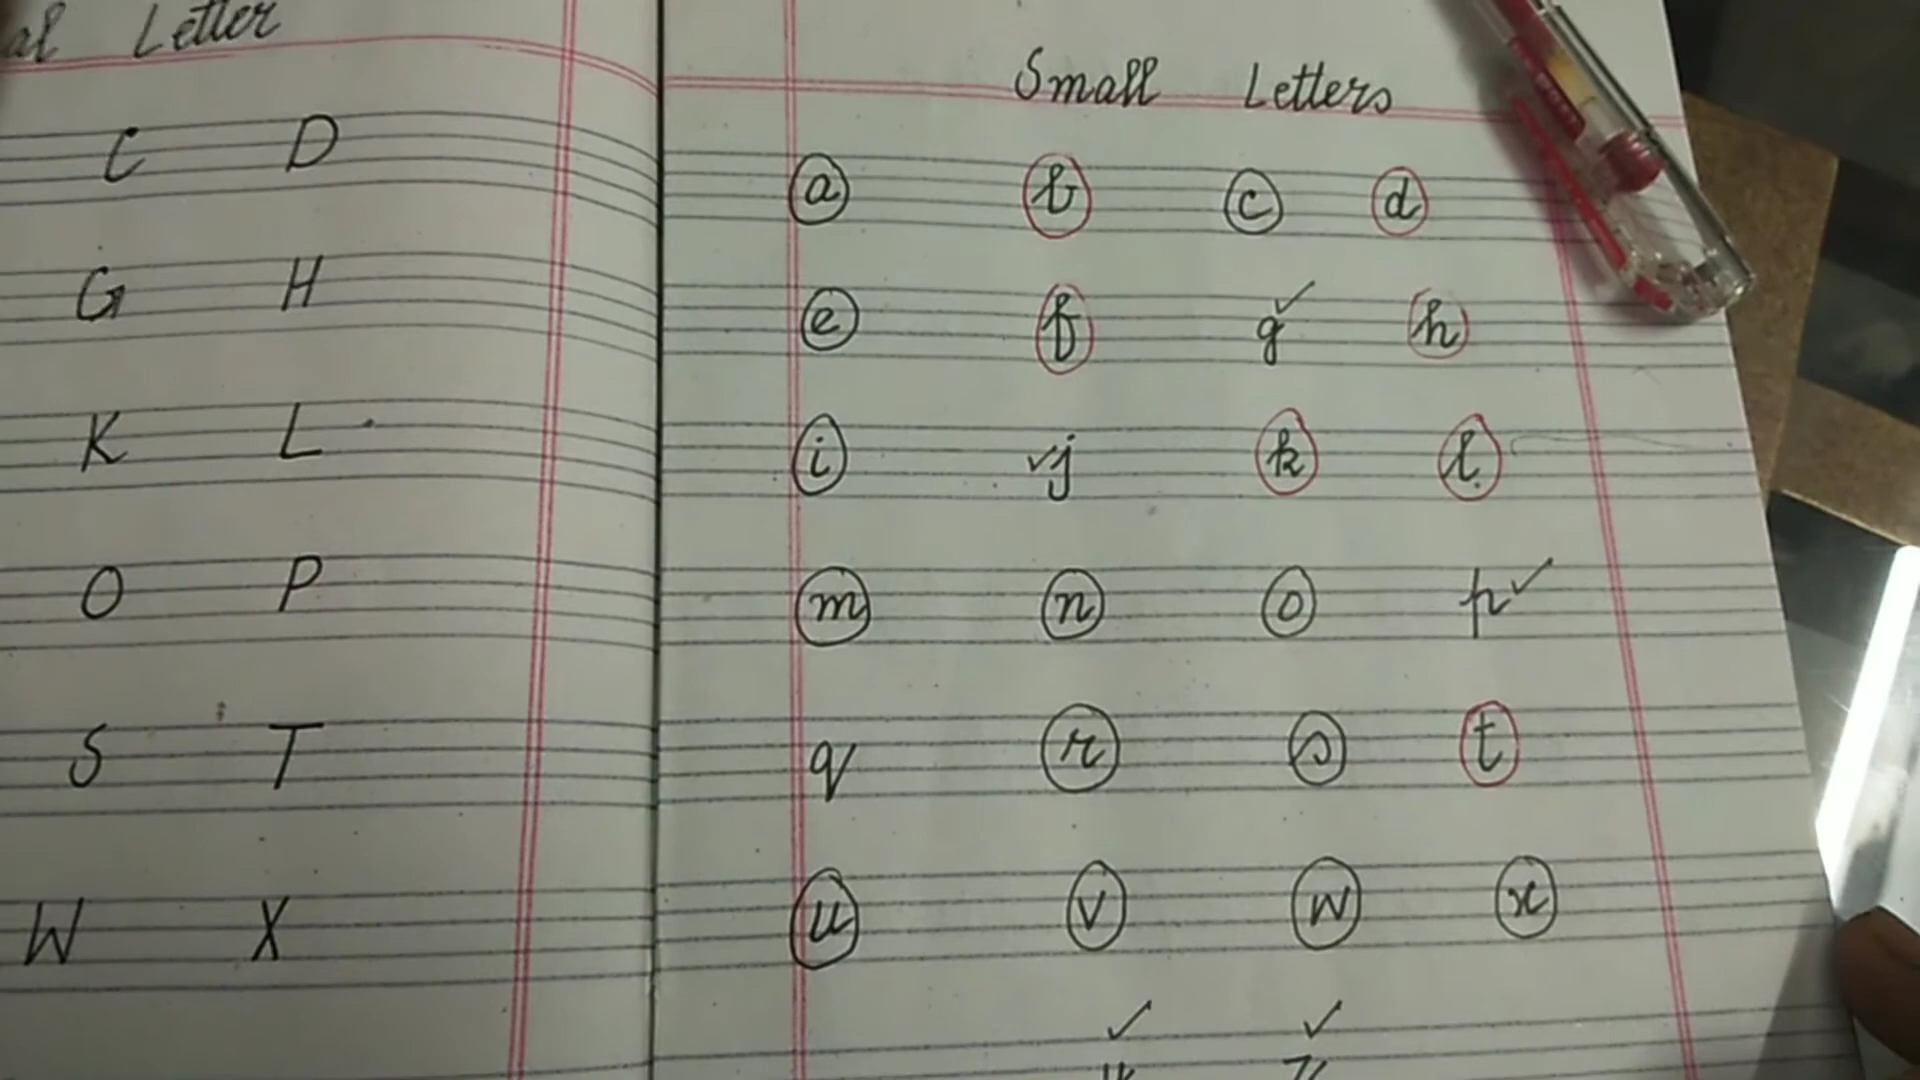 al Letter
C D
G H
K L
O P
S T
W X
Small Letters
a b c d
e f g h
i j k l
m n o p
q r s t
u v w x